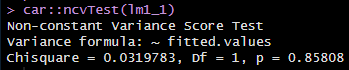 > car::ncvTest(lm1_1)
Non-constant Variance Score Test
Variance formula: ~ fitted.values
Chisquare = 0.0319783, Df = 1, p = 0.85808